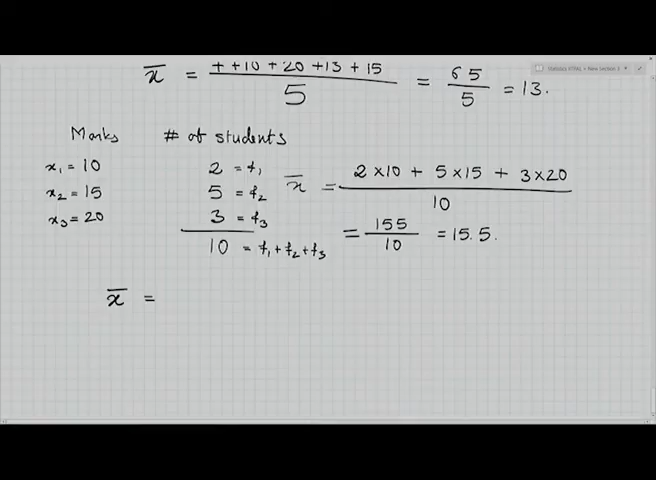 x̄ = + +10 +20 +13 +15 / 5 = 65 / 5 = 13.
Marks # of students
x₁ = 10 2 = f₁ x̄ = 2 × 10 + 5 × 15 + 3 × 20 / 10
x₂ = 15 5 = f₂
x₃ = 20 3 = f₃ = 155 / 10 = 15.5.
10 = f₁ + f₂ + f₃
x̄ =